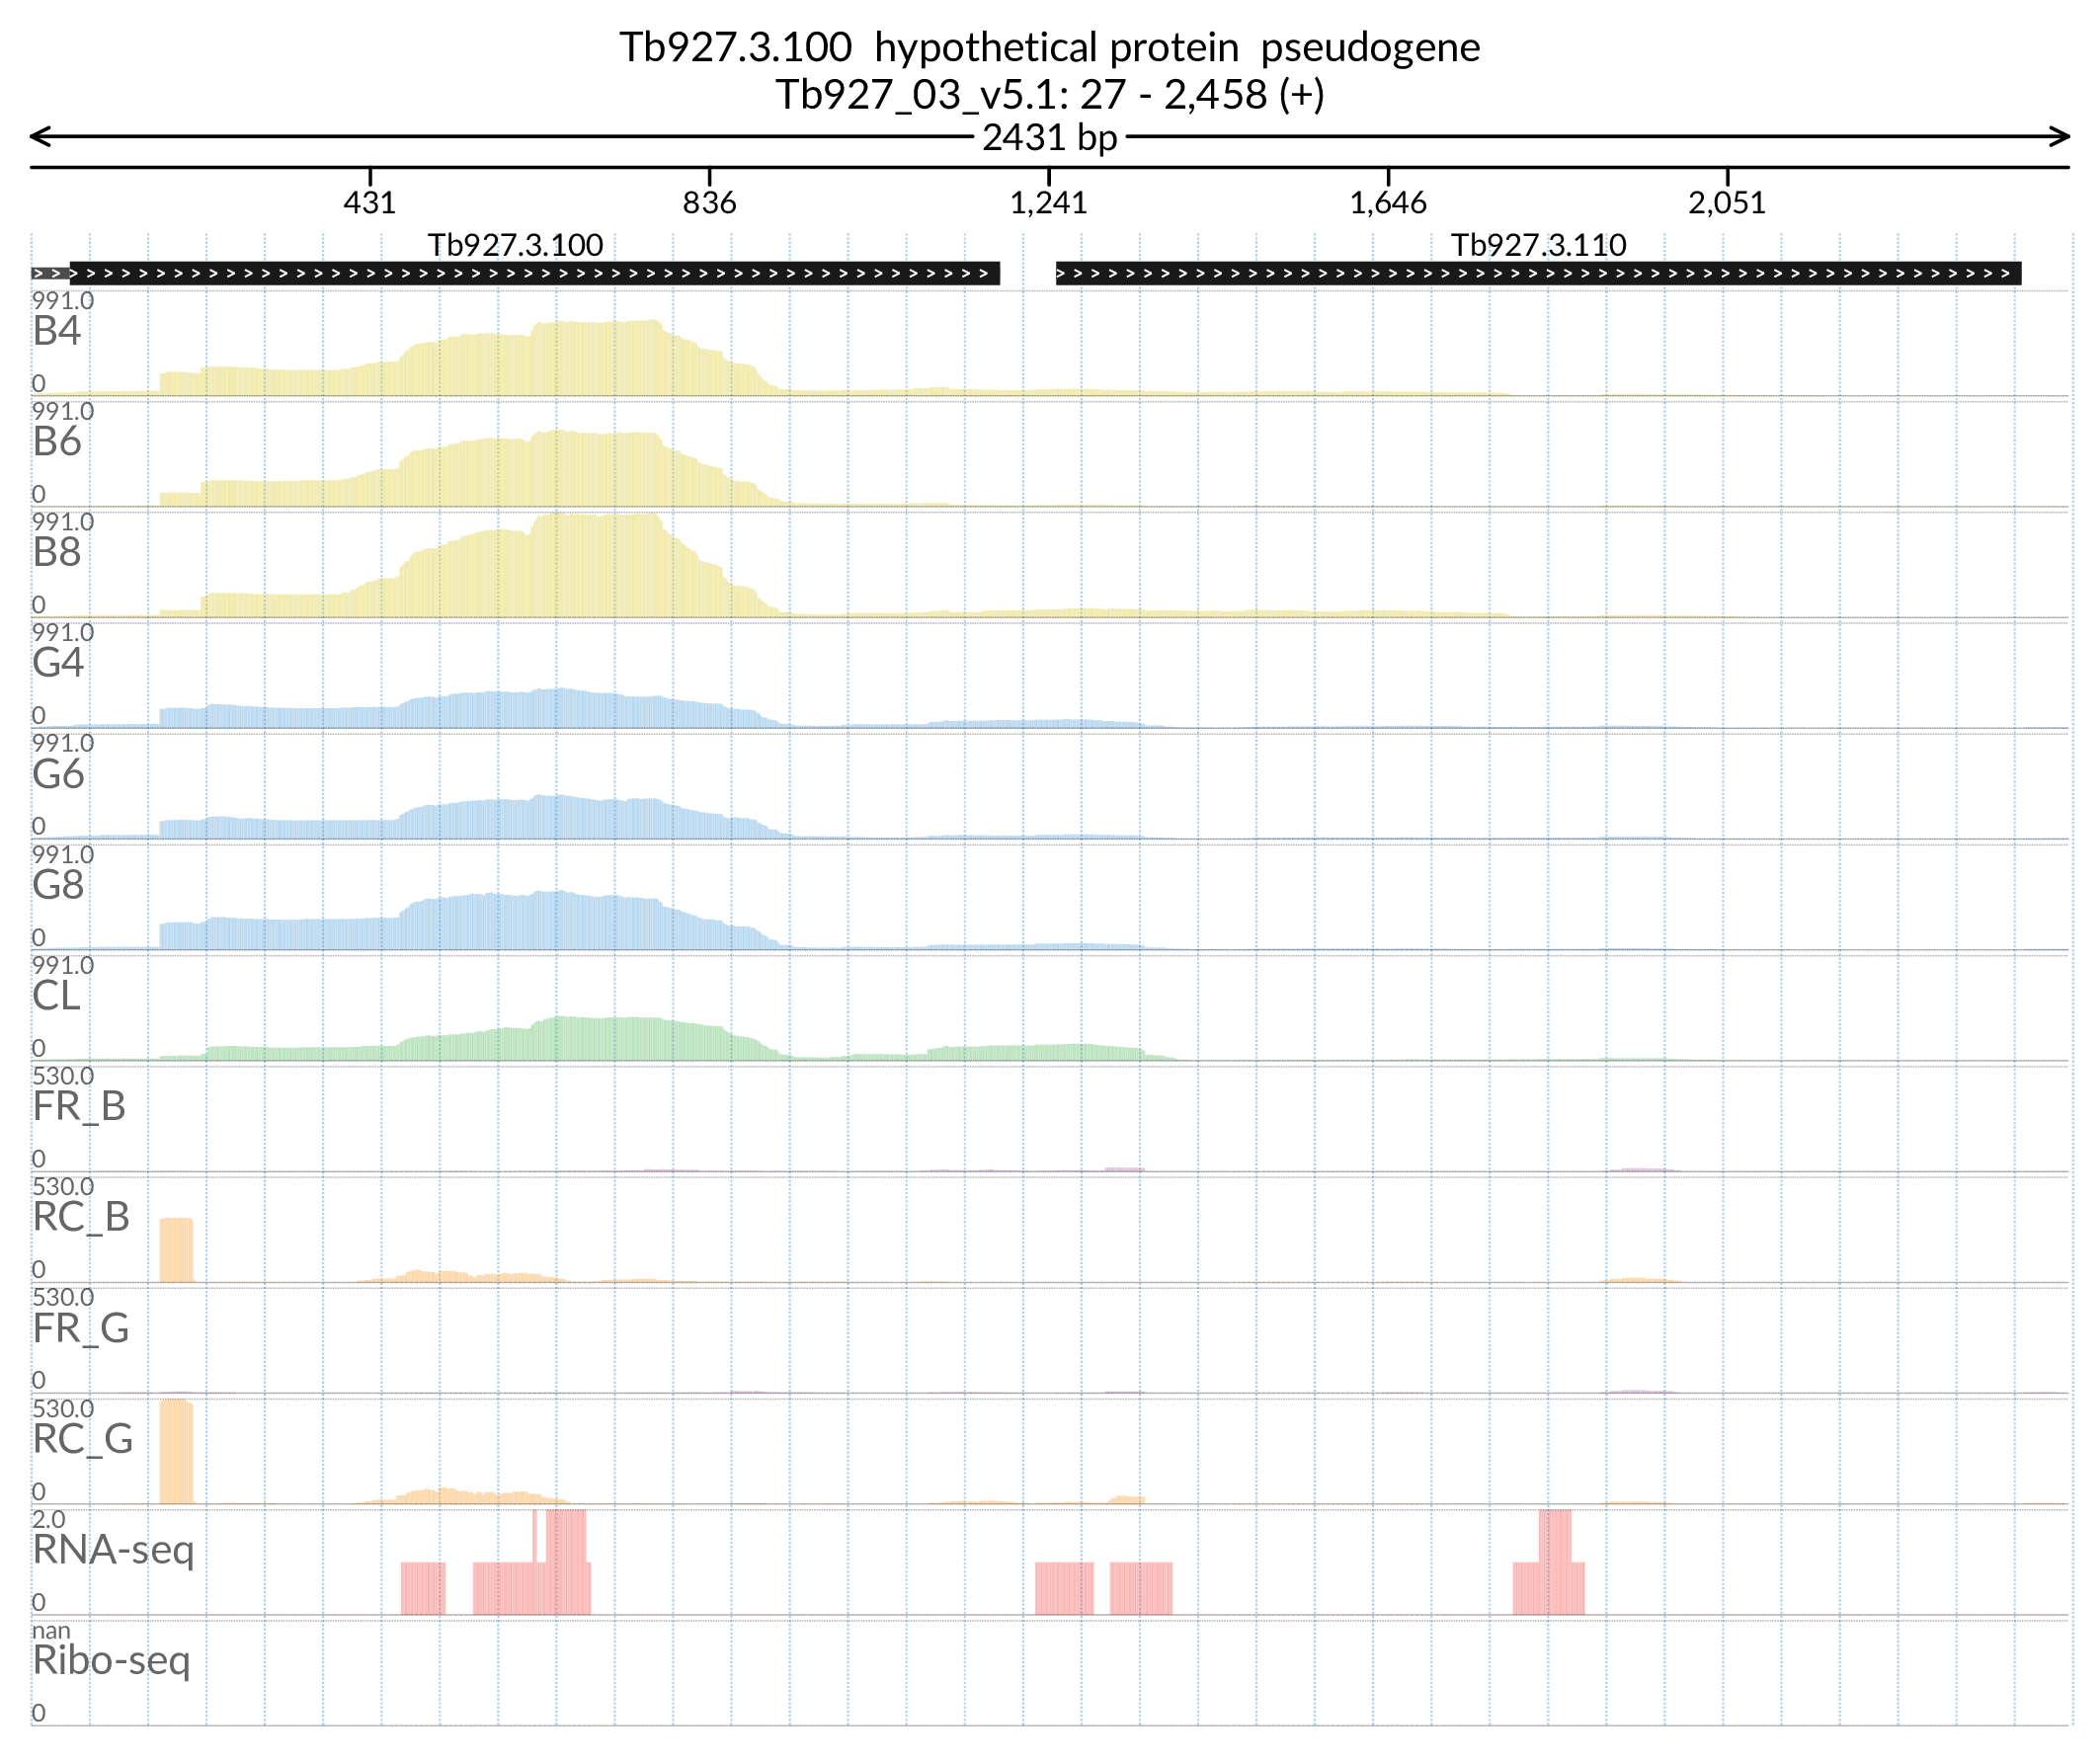 Tb927.3.100 hypothetical protein pseudogene
Tb927_03_v5.1: 27 - 2,458 (+)
2431 bp
431 836 1,241 1,646 2,051
Tb927.3.100 Tb927.3.110
991.0
B4
0
991.0
B6
0
991.0
B8
0
991.0
G4
0
991.0
G6
0
991.0
G8
0
991.0
CL
0
530.0
FR_B
0
530.0
RC_B
0
530.0
FR_G
0
530.0
RC_G
0
2.0
RNA-seq
0
nan
Ribo-seq
0